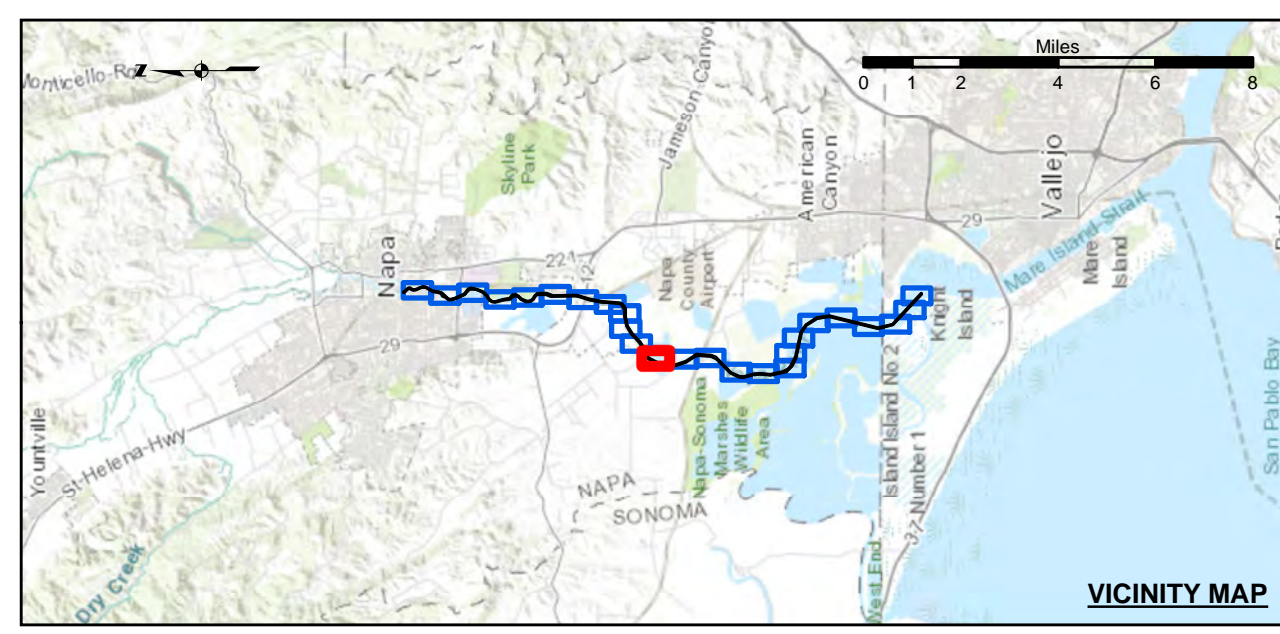 Monticello-Rd
Z
Miles
0 1 2 4 6 8
Jameson-Canyo
Skyline
Park
American
Canyon
Vallejo
Napa
221
12
29
Napa
County
Airport
Mare Island-Strait
Mare
Island
Knight
Island
29
Yountville
St-Helena-Hwy
Napa-Sonoma
Marshes
Wildlife
Area
Island Island No 2
Number 1
37
San Pablo Bay
NAPA
SONOMA
Dry Creek
West End
VICINITY MAP